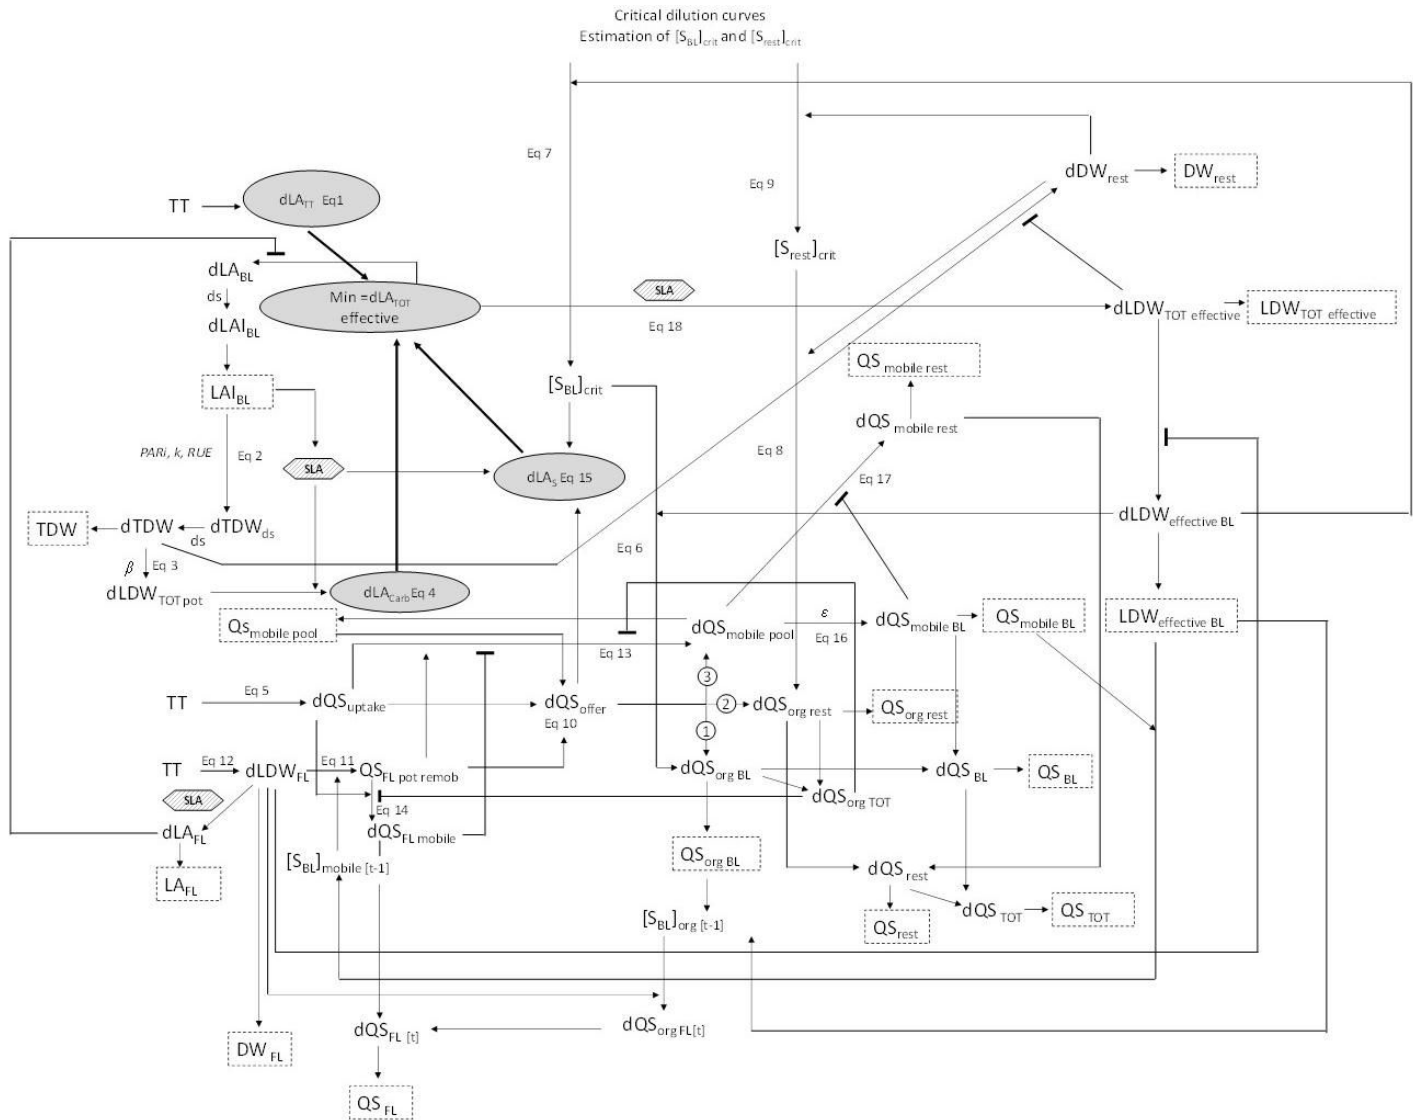 Critical dilution curves
Estimation of [S_BL]_crit and [S_rest]_crit
Eq 7
Eq 9
dDW_rest
DW_rest
TT
dLA_TT Eq1
[S_rest]_crit
dLA_BL
ds
Min =dLA_TOT
effective
SLA
Eq 18
dLDW_TOT effective
LDW_TOT effective
dLAI_BL
LAI_BL
QS_mobile rest
[S_BL]_crit
dQS_mobile rest
PARi, k, RUE
Eq 2
SLA
dLA_S Eq 15
Eq 8
Eq 17
TDW
dTDW
ds
dTDW_ds
dLDW_effective BL
β
Eq 3
Eq 6
dLDW_TOT pot
dLA_Carb Eq 4
Qs_mobile pool
dQS_mobile pool
ε
Eq 16
dQS_mobile BL
QS_mobile BL
LDW_effective BL
Eq 13
3
TT
Eq 5
dQS_uptake
dQS_offer
Eq 10
2
dQS_org rest
QS_org rest
1
TT
Eq 12
dLDW_FL
Eq 11
QS_FL pot remob
dQS_org BL
dQS_BL
QS_BL
SLA
Eq 14
dQS_org TOT
dLA_FL
dQS_FL mobile
[S_BL]_mobile [t-1]
QS_org BL
dQS_rest
LA_FL
[S_BL]_org [t-1]
QS_rest
dQS_TOT
QS_TOT
dQS_FL [t]
dQS_org FL[t]
DW_FL
QS_FL